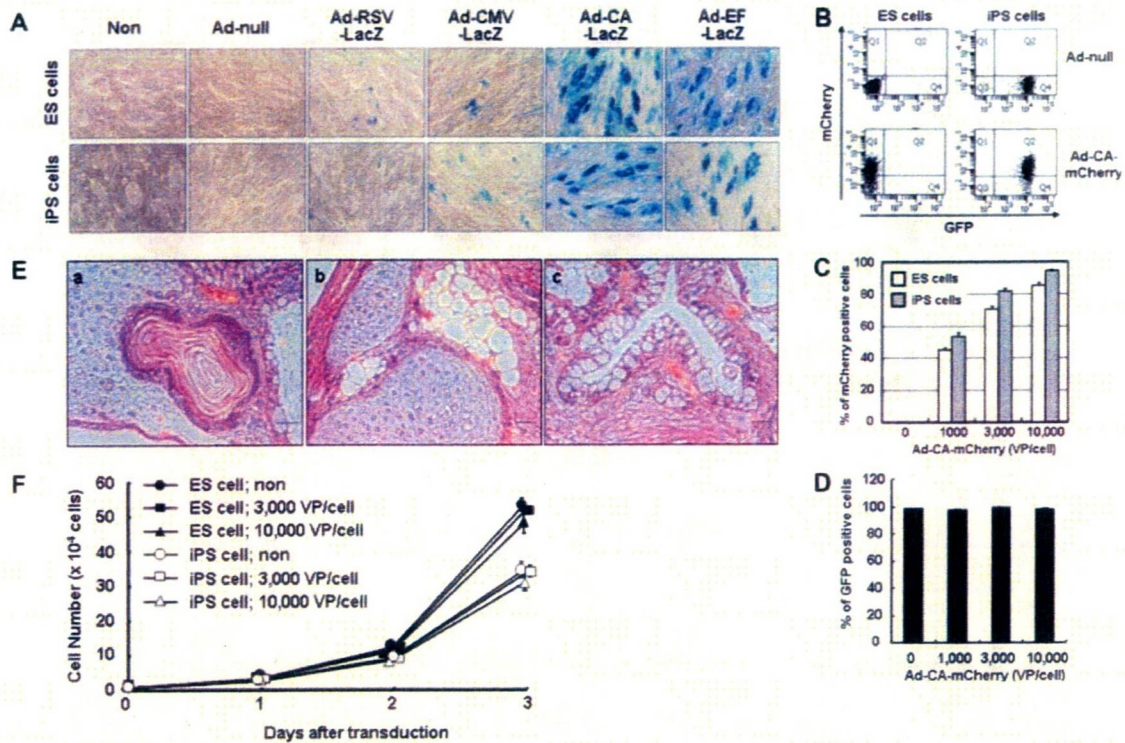 A
Non
Ad-null
Ad-RSV
-LacZ
Ad-CMV
-LacZ
Ad-CA
-LacZ
Ad-EF
-LacZ
ES cells
iPS cells
B
ES cells
iPS cells
Q1 Q2
Q1 Q2
Ad-null
mCherry
Q2
Q2
Ad-CA-
mCherry
GFP
E
a
b
c
C
ES cells
iPS cells
% of mCherry positive cells
100
80
60
40
20
0
0 1000 3,000 10,000
Ad-CA-mCherry (VP/cell)
F
ES cell; non
ES cell; 3,000 VP/cell
ES cell; 10,000 VP/cell
iPS cell; non
iPS cell; 3,000 VP/cell
iPS cell; 10,000 VP/cell
Cell Number (x 10⁴ cells)
60
50
40
30
20
10
0
0 1 2 3
Days after transduction
D
% of GFP positive cells
120
100
80
60
40
20
0
0 1,000 3,000 10,000
Ad-CA-mCherry (VP/cell)